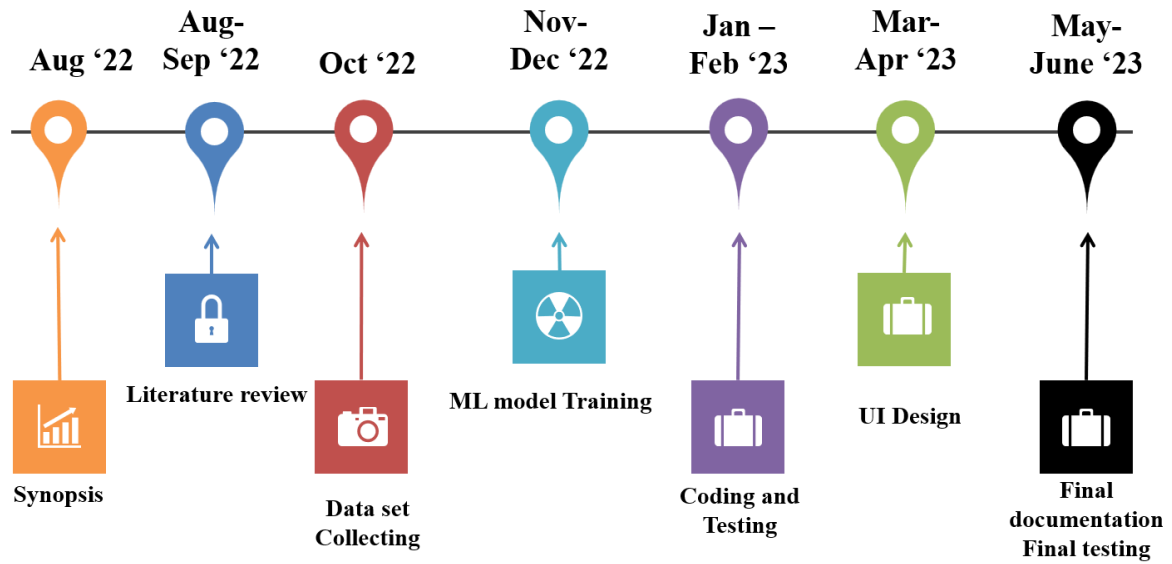 Aug ‘22
Aug-
Sep ‘22
Oct ‘22
Nov-
Dec ‘22
Jan –
Feb ‘23
Mar-
Apr ‘23
May-
June ‘23
Synopsis
Literature review
Data set
Collecting
ML model Training
Coding and
Testing
UI Design
Final
documentation
Final testing